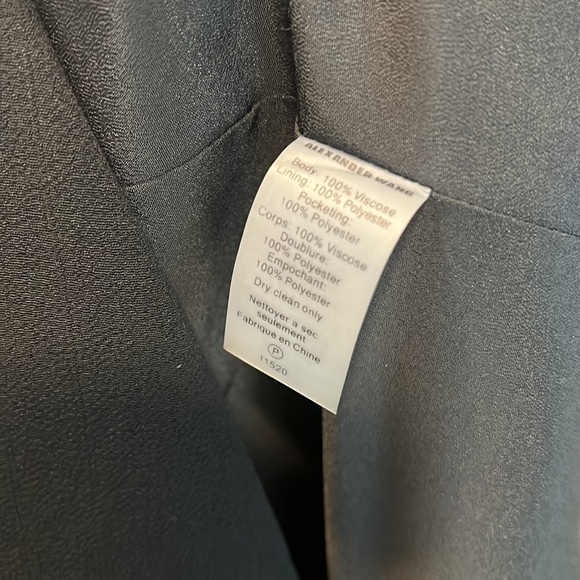 ALEXANDER WANG
Body: 100% Viscose
Lining: 100% Polyester
Pocketing:
100% Polyester
Corps: 100% Viscose
Doublure:
100% Polyester
Empochant:
100% Polyester
Dry clean only
Nettoyer a sec
seulement
Fabriqué en Chine
P
11520